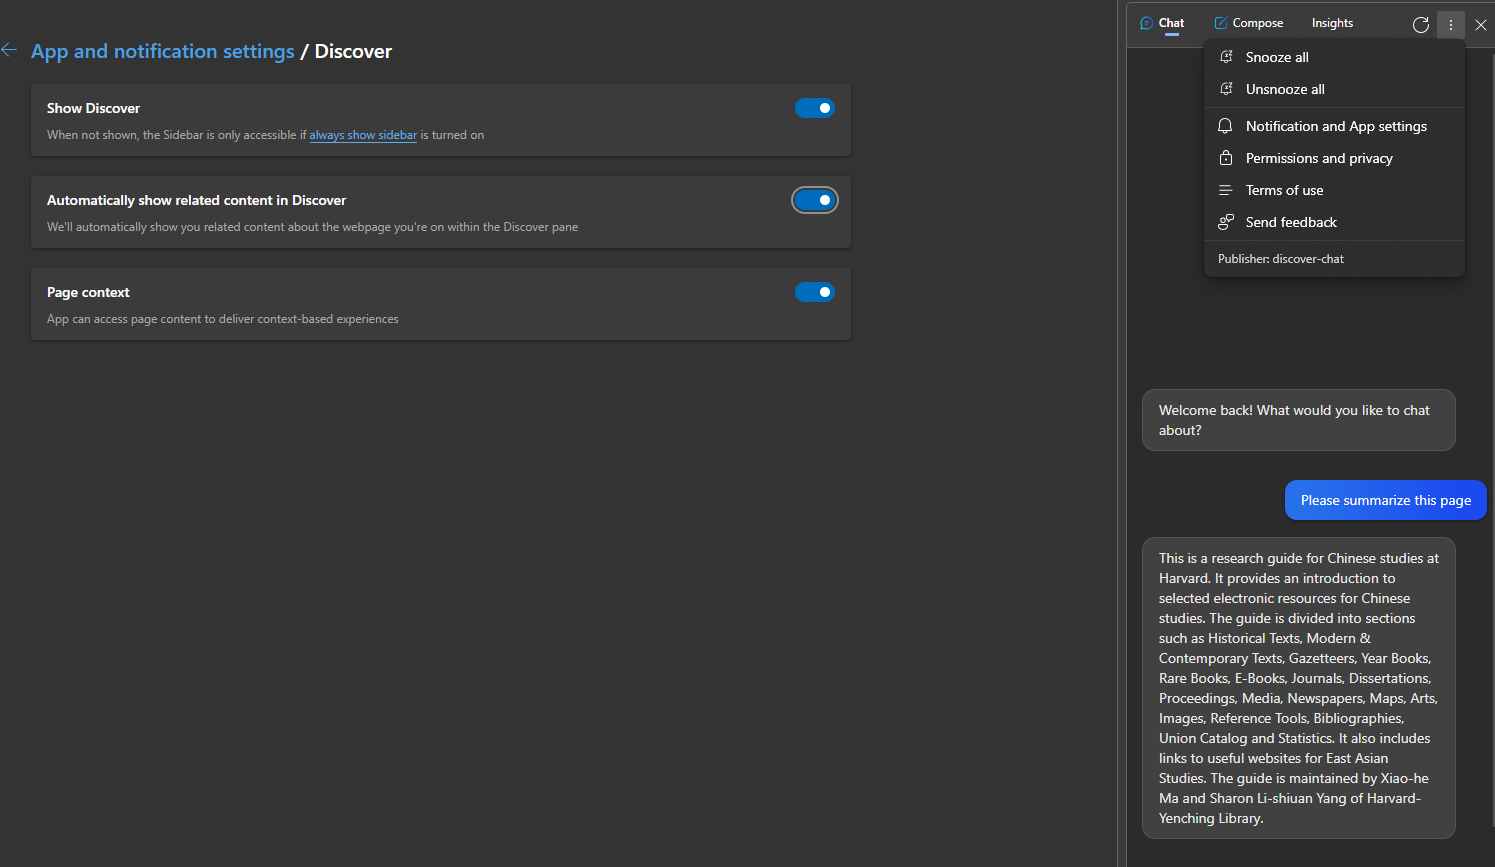 App and notification settings / Discover
Show Discover
When not shown, the Sidebar is only accessible if always show sidebar is turned on
Automatically show related content in Discover
We'll automatically show you related content about the webpage you're on within the Discover pane
Page context
App can access page content to deliver context-based experiences
Chat
Compose
Insights
Snooze all
Unsnooze all
Notification and App settings
Permissions and privacy
Terms of use
Send feedback
Publisher: discover-chat
Welcome back! What would you like to chat
about?
Please summarize this page
This is a research guide for Chinese studies at
Harvard. It provides an introduction to
selected electronic resources for Chinese
studies. The guide is divided into sections
such as Historical Texts, Modern &
Contemporary Texts, Gazetteers, Year Books,
Rare Books, E-Books, Journals, Dissertations,
Proceedings, Media, Newspapers, Maps, Arts,
Images, Reference Tools, Bibliographies,
Union Catalog and Statistics. It also includes
links to useful websites for East Asian
Studies. The guide is maintained by Xiao-he
Ma and Sharon Li-shiuan Yang of Harvard-
Yenching Library.